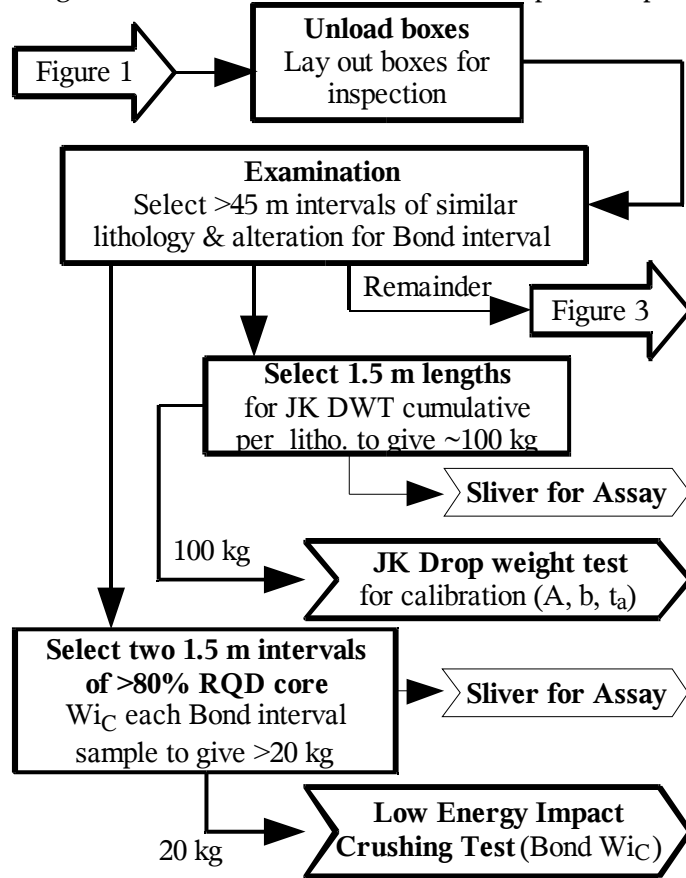 Unload boxes
Lay out boxes for
inspection
Figure 1
Examination
Select >45 m intervals of similar
lithology & alteration for Bond interval
Remainder
Figure 3
Select 1.5 m lengths
for JK DWT cumulative
per litho. to give ~100 kg
Sliver for Assay
100 kg
JK Drop weight test
for calibration (A, b, tₐ)
Select two 1.5 m intervals
of >80% RQD core
WiC each Bond interval
sample to give >20 kg
Sliver for Assay
20 kg
Low Energy Impact
Crushing Test (Bond WiC)